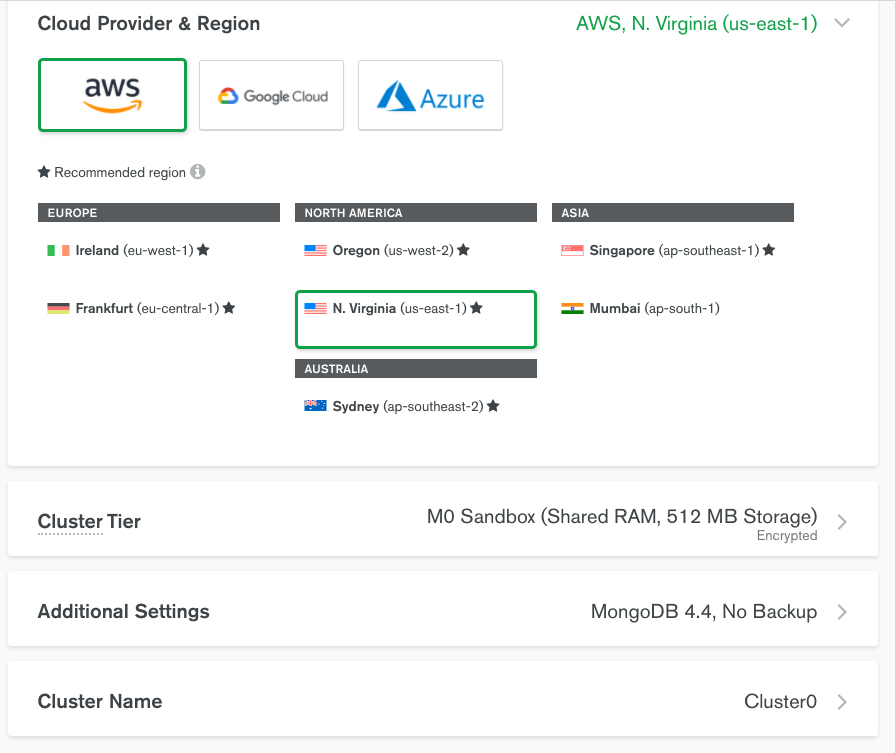 Cloud Provider & Region
AWS, N. Virginia (us-east-1)
aws
Google Cloud
Azure
★ Recommended region
EUROPE
Ireland (eu-west-1) ★
Frankfurt (eu-central-1) ★
NORTH AMERICA
Oregon (us-west-2) ★
N. Virginia (us-east-1) ★
AUSTRALIA
Sydney (ap-southeast-2) ★
ASIA
Singapore (ap-southeast-1) ★
Mumbai (ap-south-1)
Cluster Tier
M0 Sandbox (Shared RAM, 512 MB Storage)
Encrypted
Additional Settings
MongoDB 4.4, No Backup
Cluster Name
Cluster0